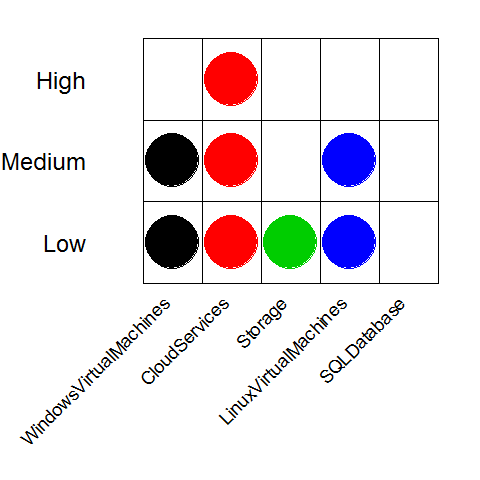 High
Medium
Low
WindowsVirtualMachines
CloudServices
Storage
LinuxVirtualMachines
SQLDatabase